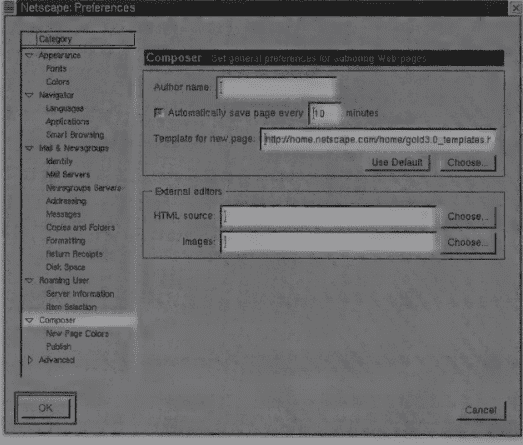 Netscape: Preferences
Category
Appearance
Fonts
Colors
Navigator
Languages
Applications
Smart Browsing
Mail & Newsgroups
Identity
Mail Servers
Newsgroups Servers
Addressing
Messages
Copies and Folders
Formatting
Return Receipts
Disk Space
Roaming User
Server Information
Item Selection
Composer
New Page Colors
Publish
Advanced
Composer Set general preferences for authoring Web pages
Author name:
Automatically save page every 10 minutes
Template for new page: http://home.netscape.com/home/gold3.0_templates.h
Use Default Choose...
External editors
HTML source: Choose...
Images: Choose...
OK Cancel